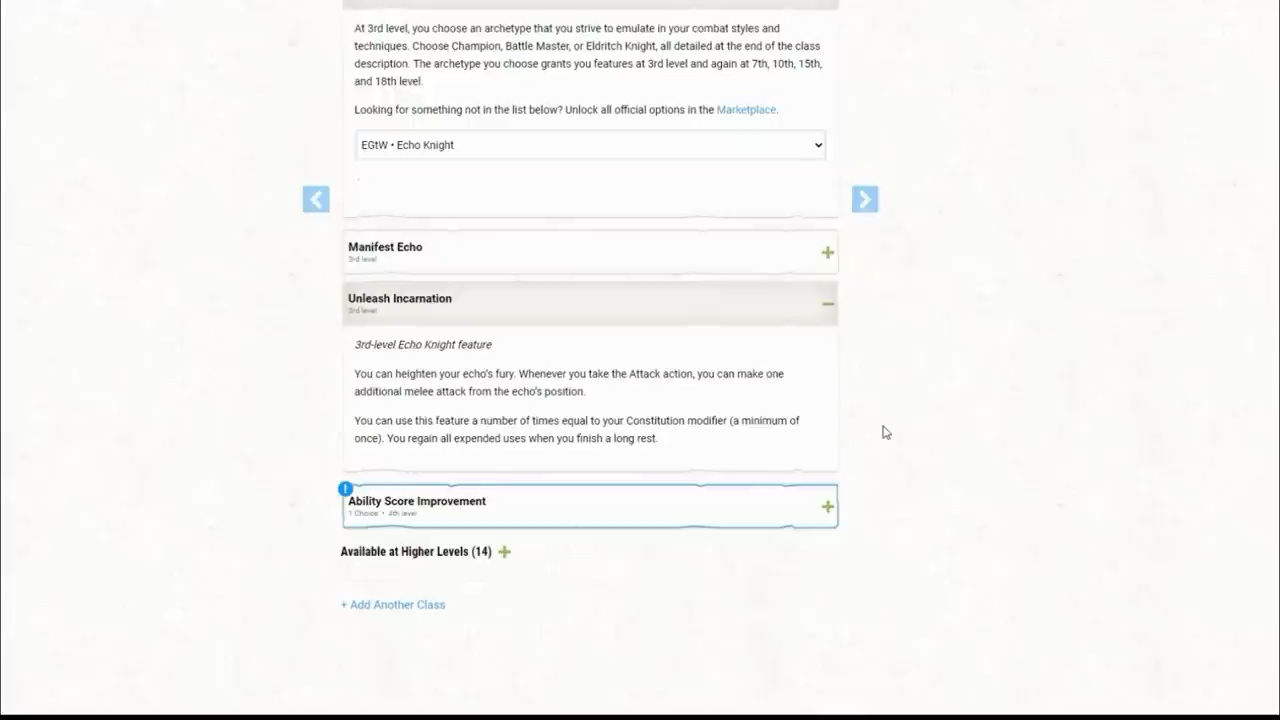 At 3rd level, you choose an archetype that you strive to emulate in your combat styles and
techniques. Choose Champion, Battle Master, or Eldritch Knight, all detailed at the end of the class
description. The archetype you choose grants you features at 3rd level and again at 7th, 10th, 15th,
and 18th level.
Looking for something not in the list below? Unlock all official options in the Marketplace.
EGtW • Echo Knight
.
Manifest Echo
3rd level
Unleash Incarnation
3rd level
3rd-level Echo Knight feature
You can heighten your echo's fury. Whenever you take the Attack action, you can make one
additional melee attack from the echo's position.
You can use this feature a number of times equal to your Constitution modifier (a minimum of
once). You regain all expended uses when you finish a long rest.
!
Ability Score Improvement
1 Choice • 4th level
Available at Higher Levels (14) +
+ Add Another Class